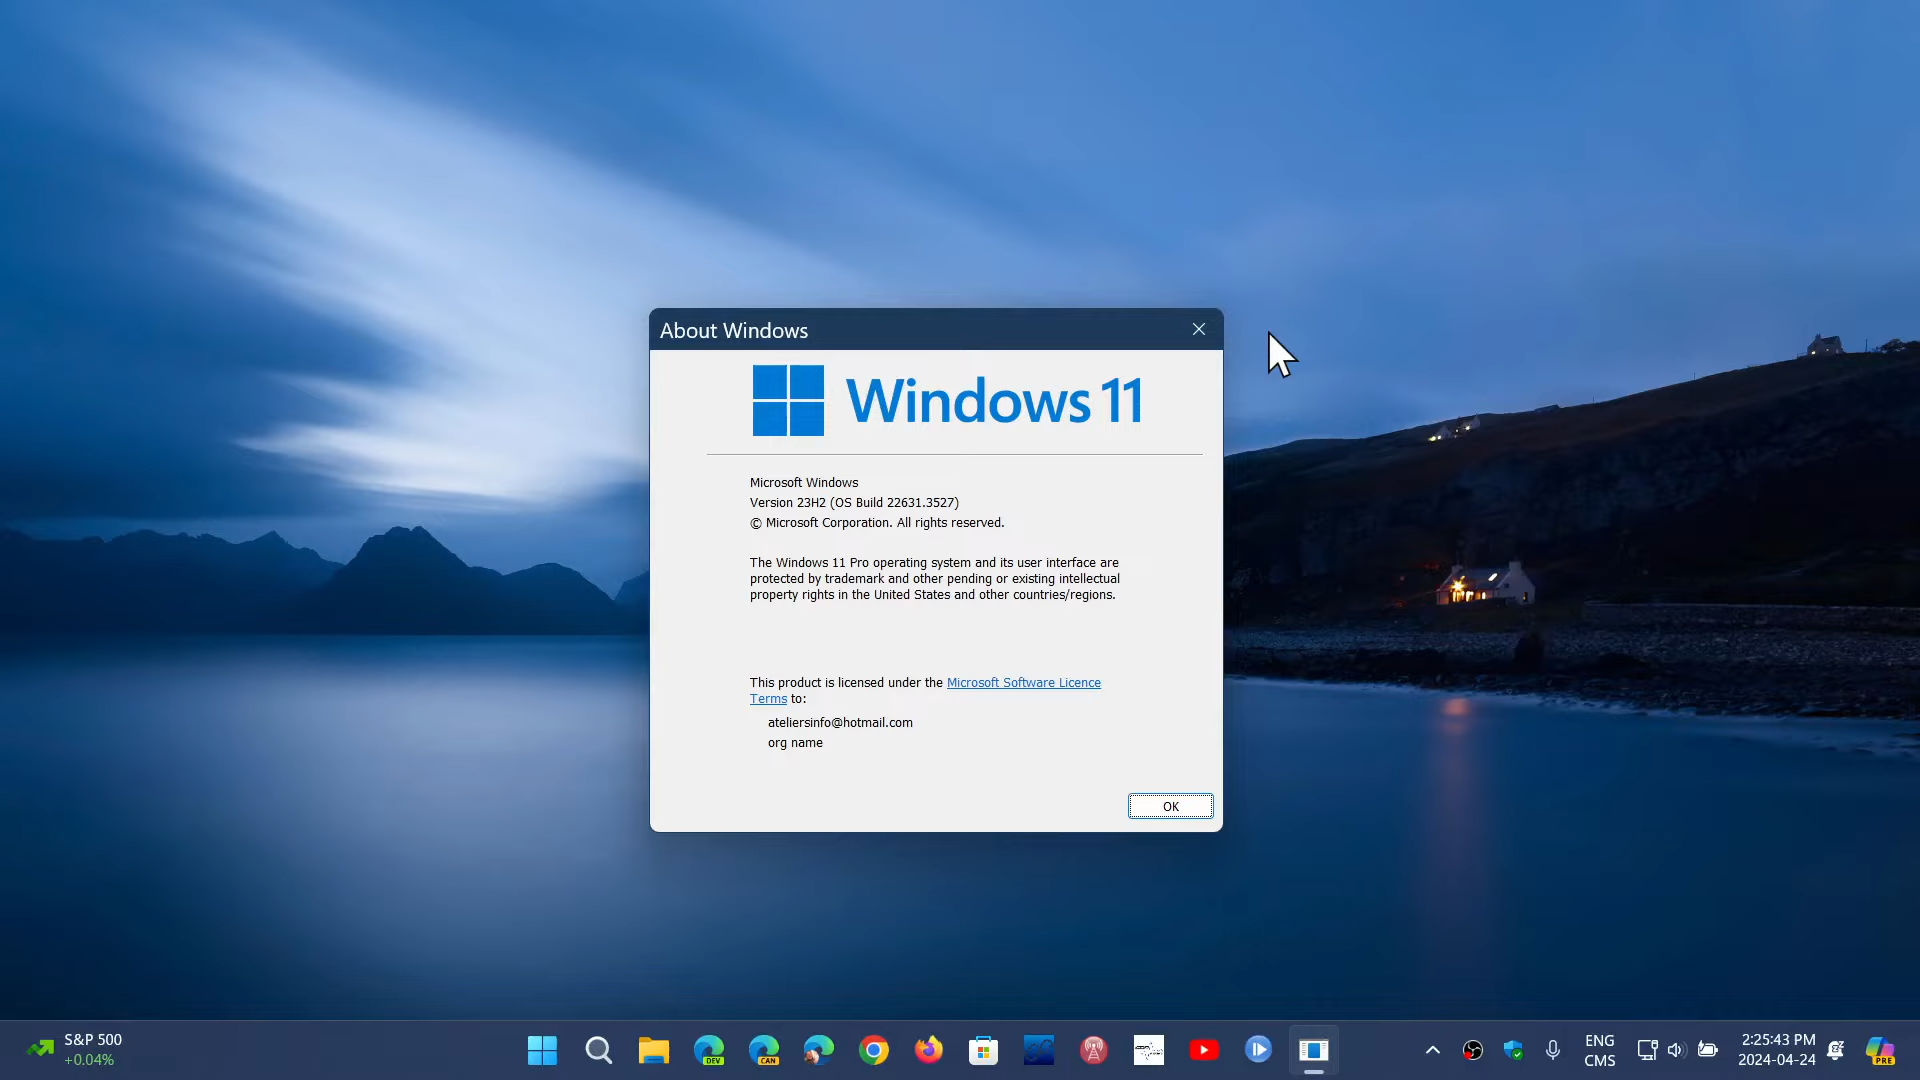 About Windows
Windows 11
Microsoft Windows
Version 23H2 (OS Build 22631.3527)
© Microsoft Corporation. All rights reserved.
The Windows 11 Pro operating system and its user interface are
protected by trademark and other pending or existing intellectual
property rights in the United States and other countries/regions.
This product is licensed under the Microsoft Software Licence
Terms to:
ateliersinfo@hotmail.com
org name
OK
S&P 500
+0.04%
DEV
CAN
ENG
CMS
2:25:43 PM
2024-04-24
PRE